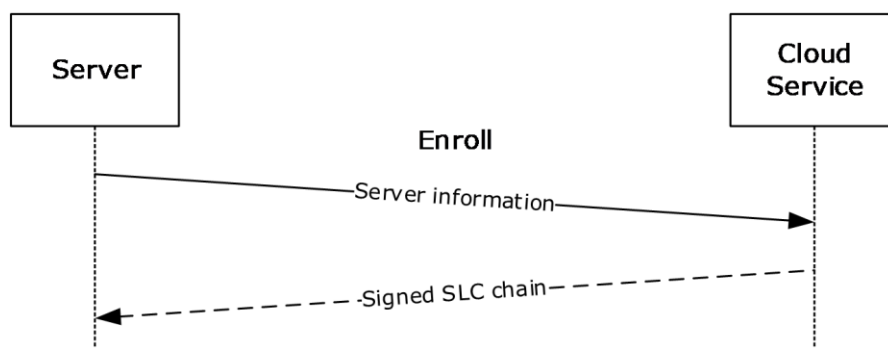 Server
Cloud
Service
Enroll
Server information
Signed SLC chain